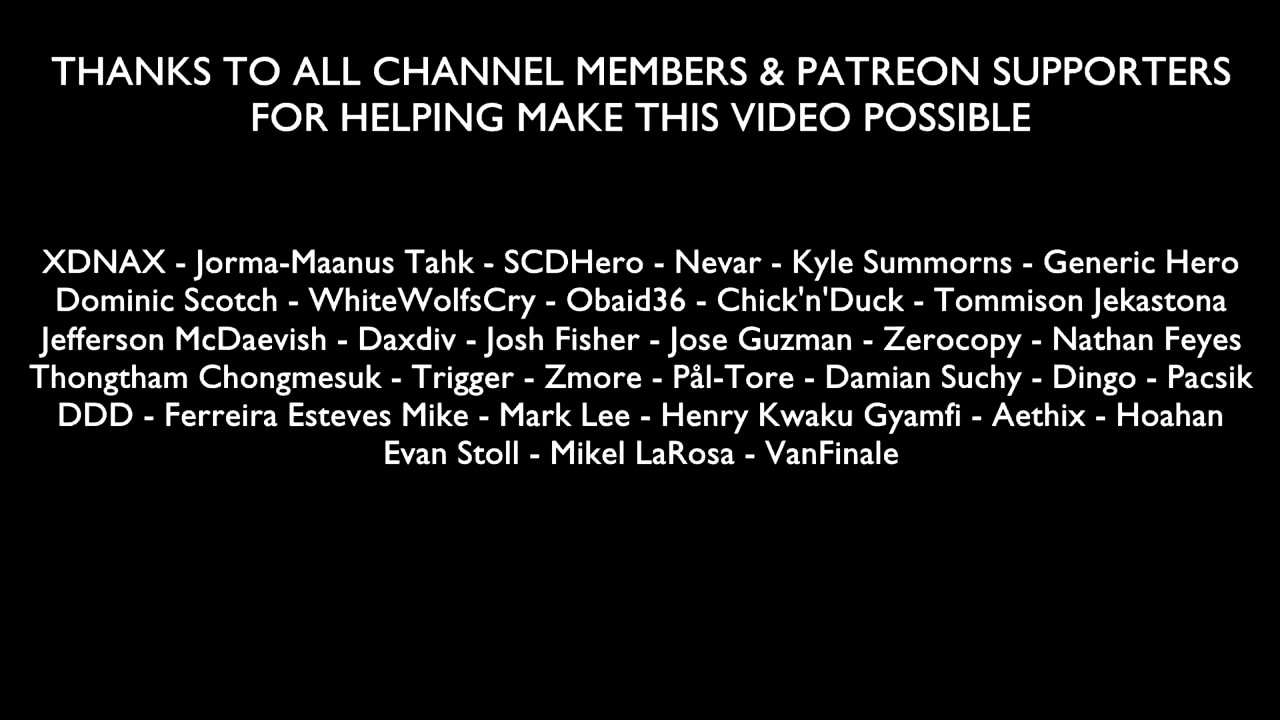 THANKS TO ALL CHANNEL MEMBERS & PATREON SUPPORTERS
FOR HELPING MAKE THIS VIDEO POSSIBLE
XDNAX - Jorma-Maanus Tahk - SCDHero - Nevar - Kyle Summorns - Generic Hero
Dominic Scotch - WhiteWolfsCry - Obaid36 - Chick'n'Duck - Tommison Jekastona
Jefferson McDaevish - Daxdiv - Josh Fisher - Jose Guzman - Zerocopy - Nathan Feyes
Thongtham Chongmesuk - Trigger - Zmore - Pål-Tore - Damian Suchy - Dingo - Pacsik
DDD - Ferreira Esteves Mike - Mark Lee - Henry Kwaku Gyamfi - Aethix - Hoahan
Evan Stoll - Mikel LaRosa - VanFinale